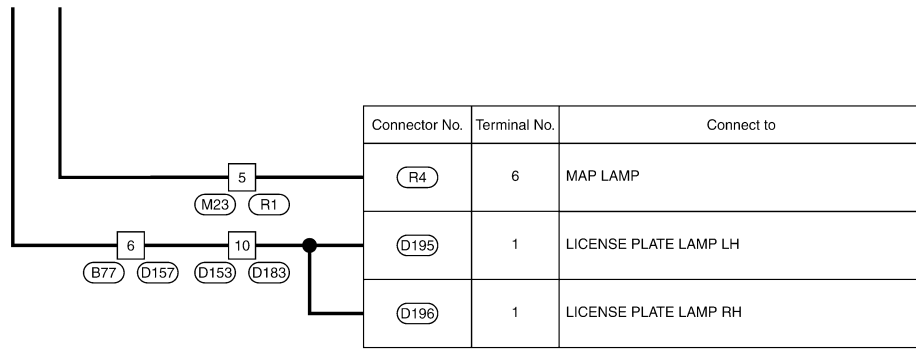 Connector No. Terminal No. Connect to
5 R4 6 MAP LAMP
M23 R1
6 10 D195 1 LICENSE PLATE LAMP LH
B77 D157 D153 D183
D196 1 LICENSE PLATE LAMP RH